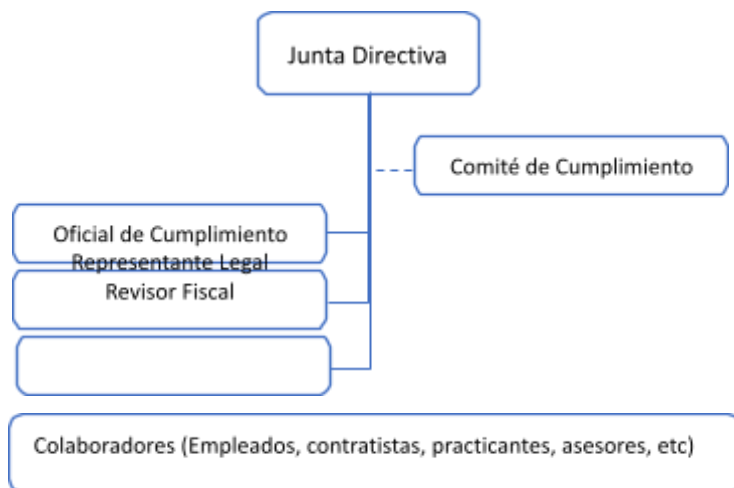 Junta Directiva
Comité de Cumplimiento
Oficial de Cumplimiento
Representante Legal
Revisor Fiscal
Colaboradores (Empleados, contratistas, practicantes, asesores, etc)